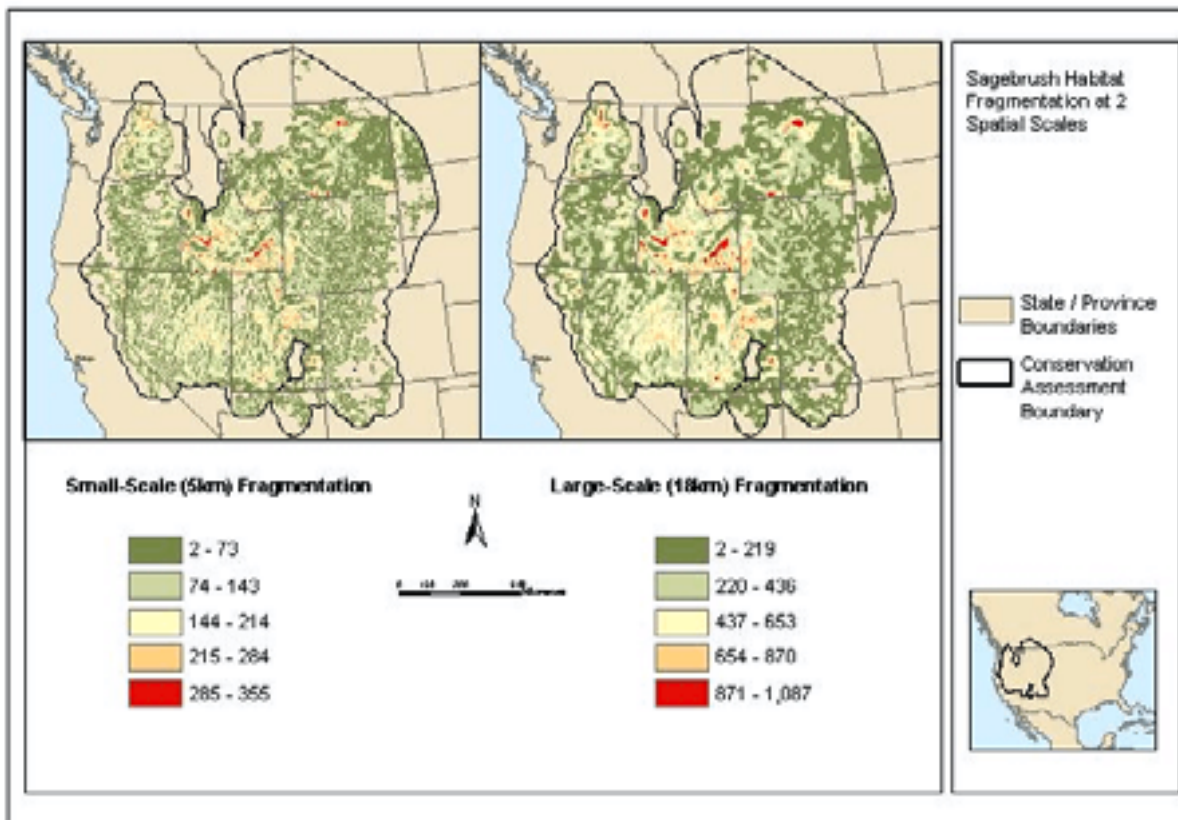 Sagebrush Habitat
Fragmentation at 2
Spatial Scales
State / Province
Boundaries
Conservation
Assessment
Boundary
Small-Scale (5km) Fragmentation
2 - 73
74 - 143
144 - 214
215 - 284
285 - 355
N
0
Large-Scale (18km) Fragmentation
2 - 219
220 - 436
437 - 653
654 - 870
871 - 1,087